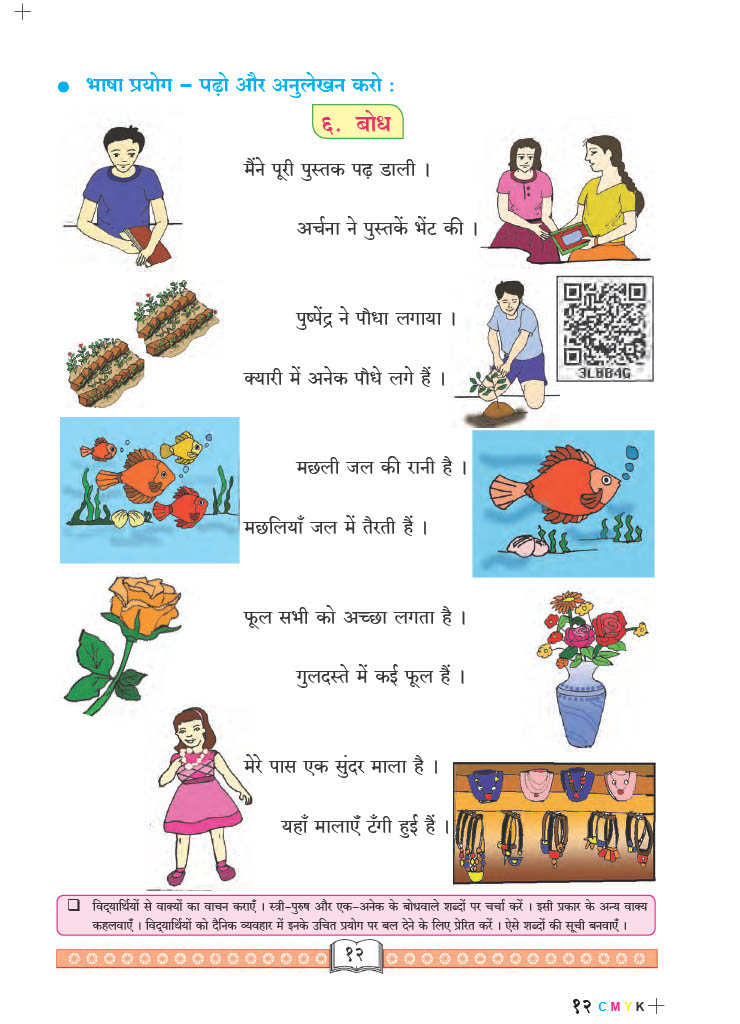 ● भाषा प्रयोग – पढ़ो और अनुलेखन करो :
६. बोध
मैंने पूरी पुस्तक पढ़ डाली ।
अर्चना ने पुस्तकें भेंट की ।
पुष्पेंद्र ने पौधा लगाया ।
3L8B4G
क्यारी में अनेक पौधे लगे हैं ।
मछली जल की रानी है ।
मछलियाँ जल में तैरती हैं ।
फूल सभी को अच्छा लगता है ।
गुलदस्ते में कई फूल हैं ।
मेरे पास एक सुंदर माला है ।
यहाँ मालाएँ टँगी हुई हैं ।
❑ विद्यार्थियों से वाक्यों का वाचन कराएँ । स्त्री-पुरुष और एक-अनेक के बोधवाले शब्दों पर चर्चा करें । इसी प्रकार के अन्य वाक्य
कहलवाएँ । विद्यार्थियों को दैनिक व्यवहार में इनके उचित प्रयोग पर बल देने के लिए प्रेरित करें । ऐसे शब्दों की सूची बनवाएँ ।
१२
१२ C M Y K